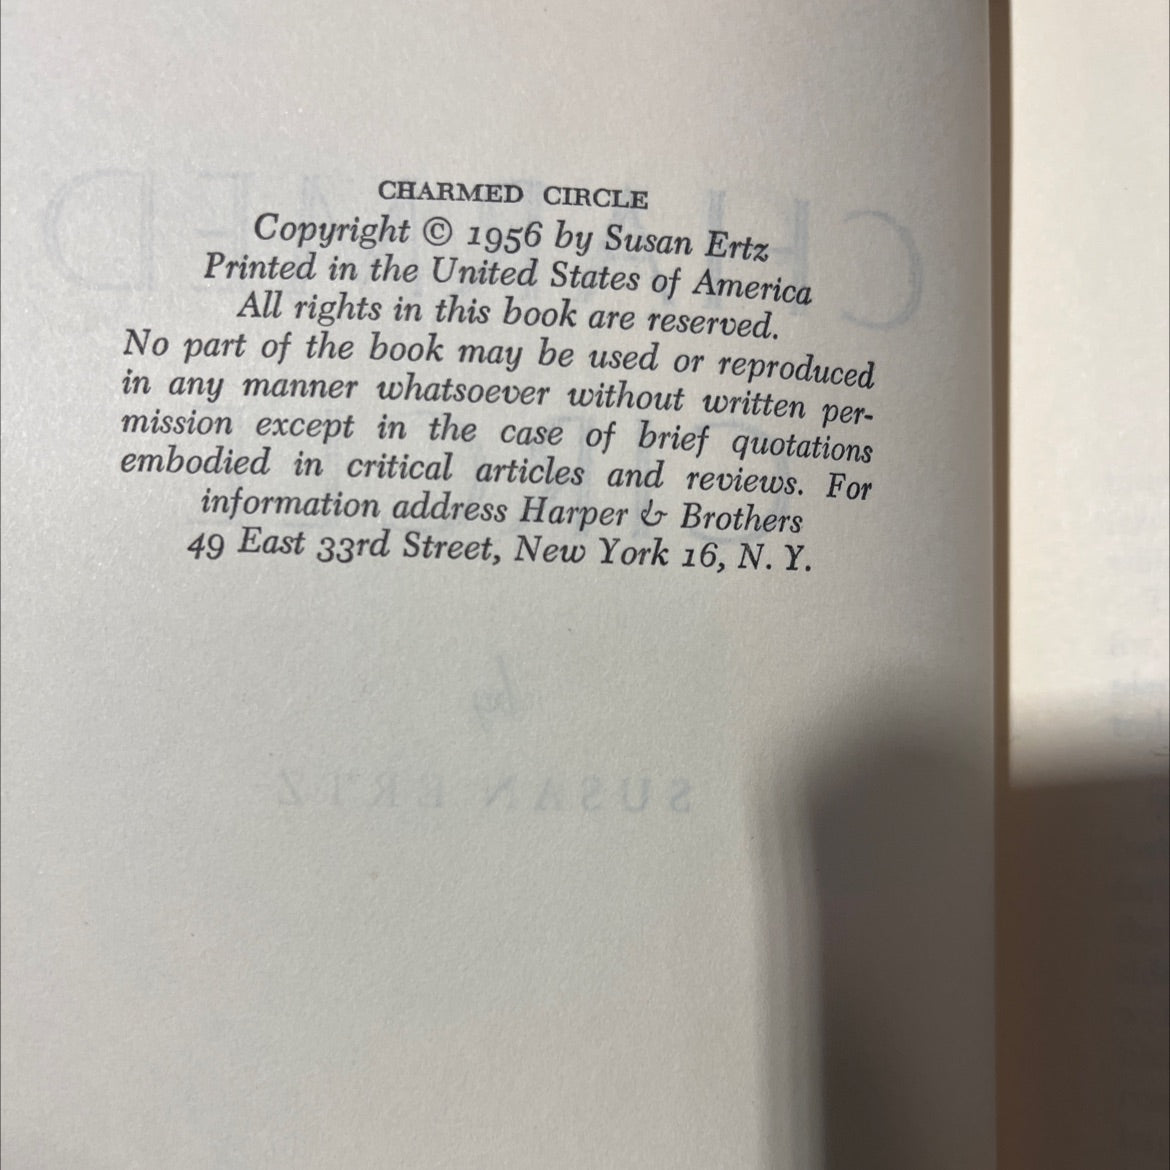 CHARMED CIRCLE
Copyright © 1956 by Susan Ertz
Printed in the United States of America
All rights in this book are reserved.
No part of the book may be used or reproduced
in any manner whatsoever without written per-
mission except in the case of brief quotations
embodied in critical articles and reviews. For
information address Harper & Brothers
49 East 33rd Street, New York 16, N. Y.
by
SUSAN ERTZ